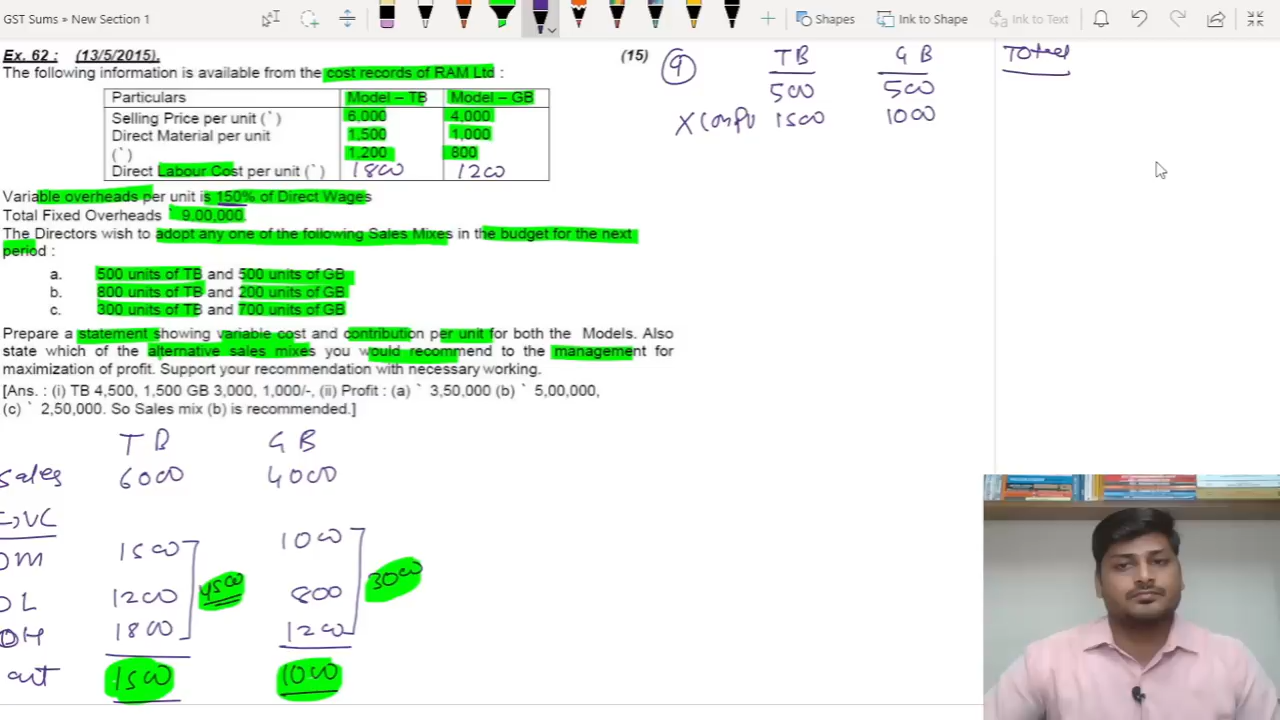 GST Sums » New Section 1
Shapes
Ink to Shape
Ink to Text
Ex. 62 : (13/5/2015). (15)
The following information is available from the cost records of RAM Ltd :
Particulars Model – TB Model – GB
Selling Price per unit (`) 6,000 4,000
Direct Material per unit 1,500 1,000
(`) 1,200 800
Direct Labour Cost per unit (`) 1800 1200
Variable overheads per unit is 150% of Direct Wages
Total Fixed Overheads ` 9,00,000
The Directors wish to adopt any one of the following Sales Mixes in the budget for the next
period :
a. 500 units of TB and 500 units of GB
b. 800 units of TB and 200 units of GB
c. 300 units of TB and 700 units of GB
Prepare a statement showing variable cost and contribution per unit for both the Models. Also
state which of the alternative sales mixes you would recommend to the management for
maximization of profit. Support your recommendation with necessary working.
[Ans. : (i) TB 4,500, 1,500 GB 3,000, 1,000/-, (ii) Profit : (a) ` 3,50,000 (b) ` 5,00,000,
(c) ` 2,50,000. So Sales mix (b) is recommended.]
TB GB
Sales 6000 4000
VC
DM 1500 1000
DL 1200 800
OH 1800 1200
4500 3000
1500 1000
TB GB Total
500 500
1500 1000